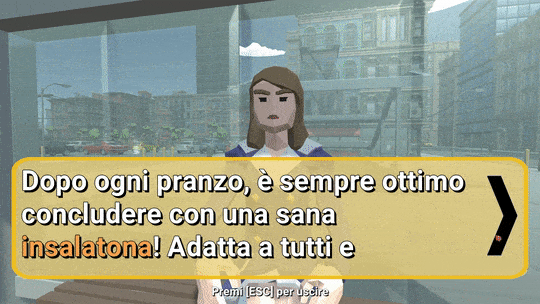 Dopo ogni pranzo, è sempre ottimo
concludere con una sana
insalatona! Adatta a tutti e
Premi [ESC] per uscire